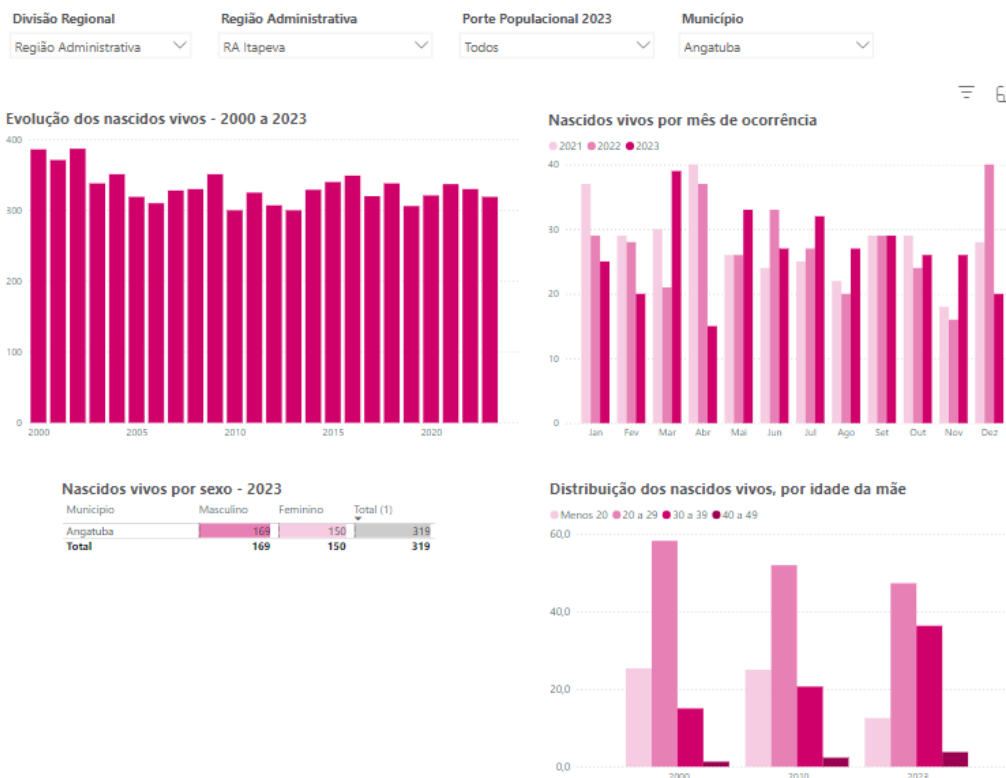 Divisão Regional
Região Administrativa
Região Administrativa
RA Itapeva
Porte Populacional 2023
Todos
Município
Angatuba
Evolução dos nascidos vivos - 2000 a 2023
400
300
200
100
0
2000 2005 2010 2015 2020
Nascidos vivos por mês de ocorrência
2021 2022 2023
40
30
20
10
0
Jan Fev Mar Abr Mai Jun Jul Ago Set Out Nov Dez
Nascidos vivos por sexo - 2023
Município Masculino Feminino Total (1)
Angatuba 169 150 319
Total 169 150 319
Distribuição dos nascidos vivos, por idade da mãe
Menos 20 20 a 29 30 a 39 40 a 49
60,0
40,0
20,0
0,0
2000 2010 2023